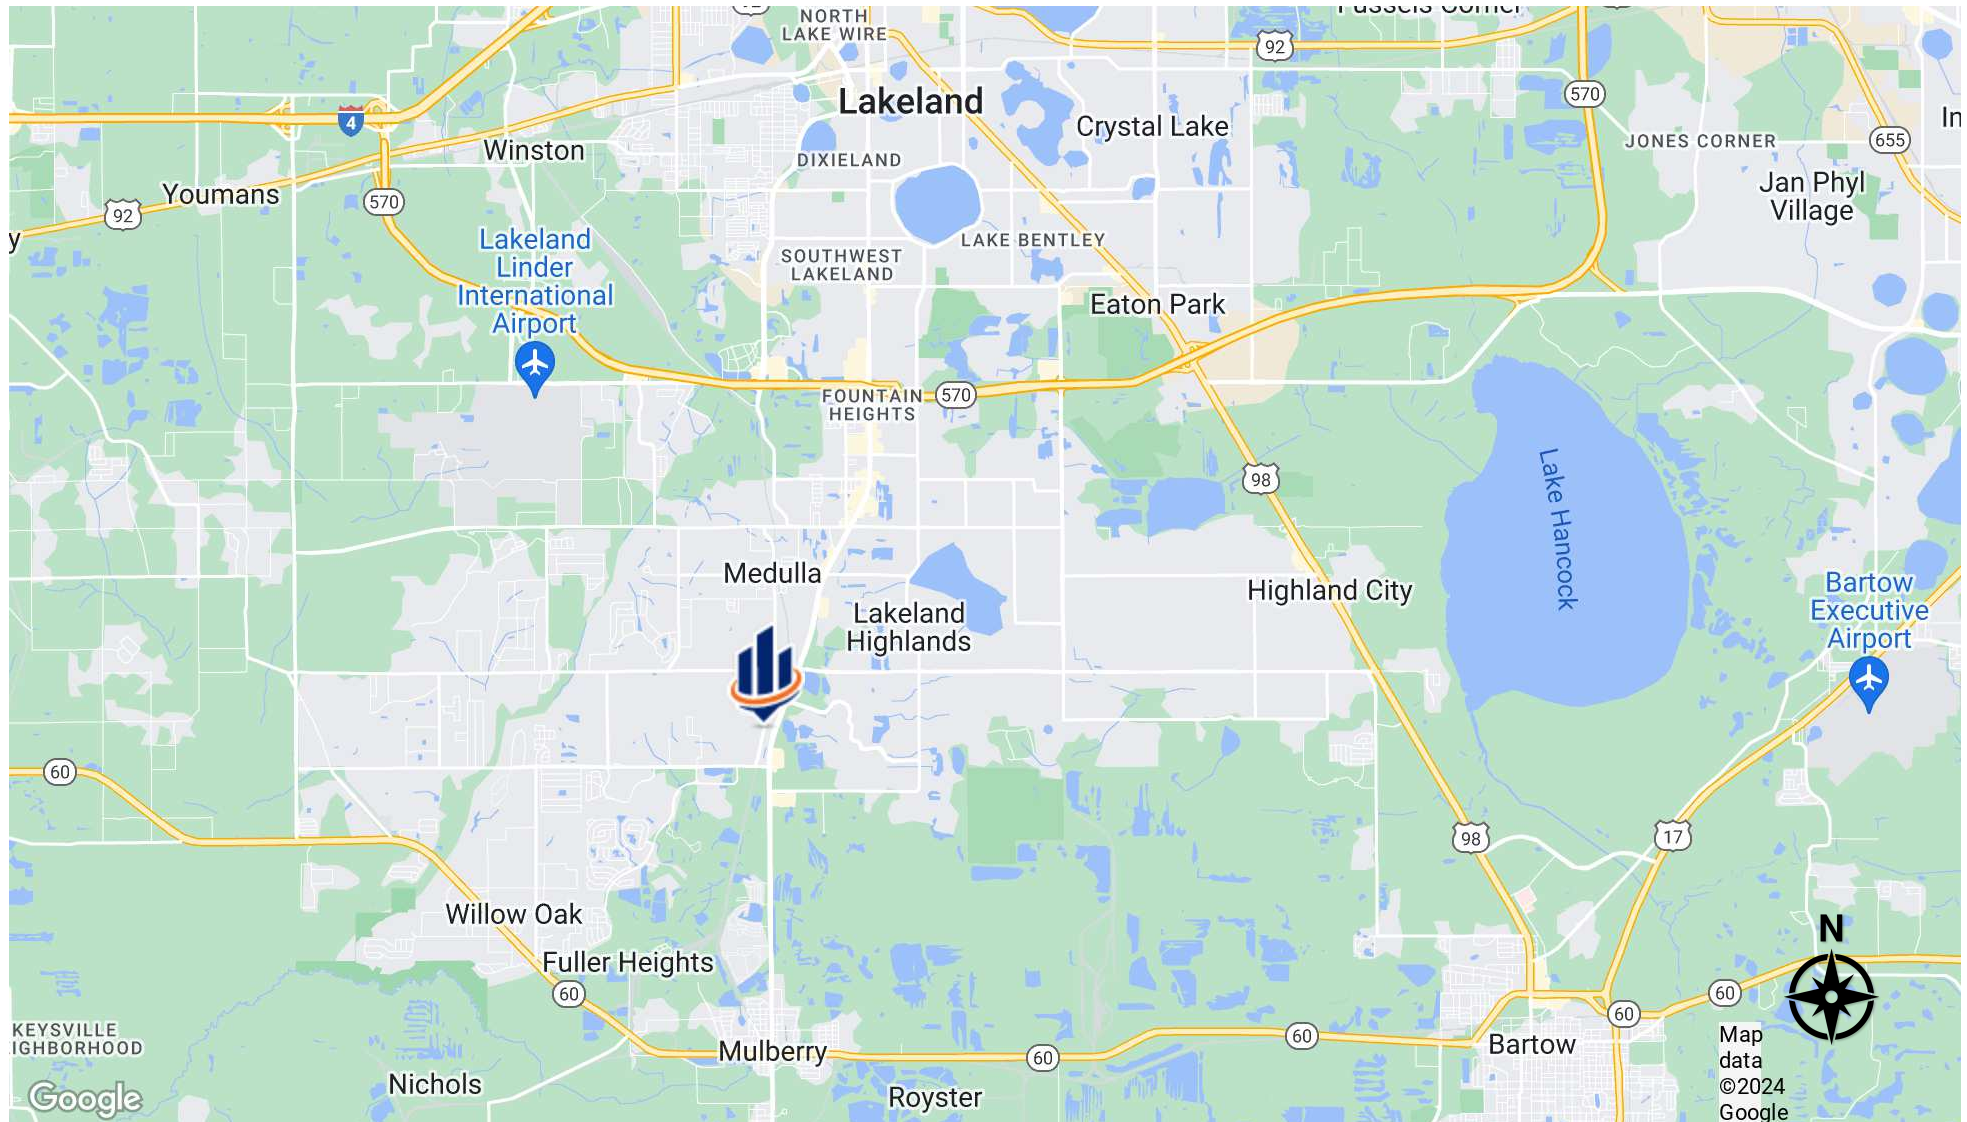 NORTH
LAKE WIRE
92
Lakeland
570
4
Crystal Lake
JONES CORNER
655
Winston
DIXIELAND
Youmans
Jan Phyl
Village
92
570
Lakeland
Linder
International
Airport
LAKE BENTLEY
SOUTHWEST
LAKELAND
Eaton Park
FOUNTAIN
HEIGHTS
570
98
Lake Hancock
Medulla
Highland City
Lakeland
Highlands
Bartow
Executive
Airport
60
98
17
Willow Oak
N
Fuller Heights
60
60
60
KEYSVILLE
Mulberry
60
60
Bartow
Nichols
Royster
Google
Map
data
©2024
Google